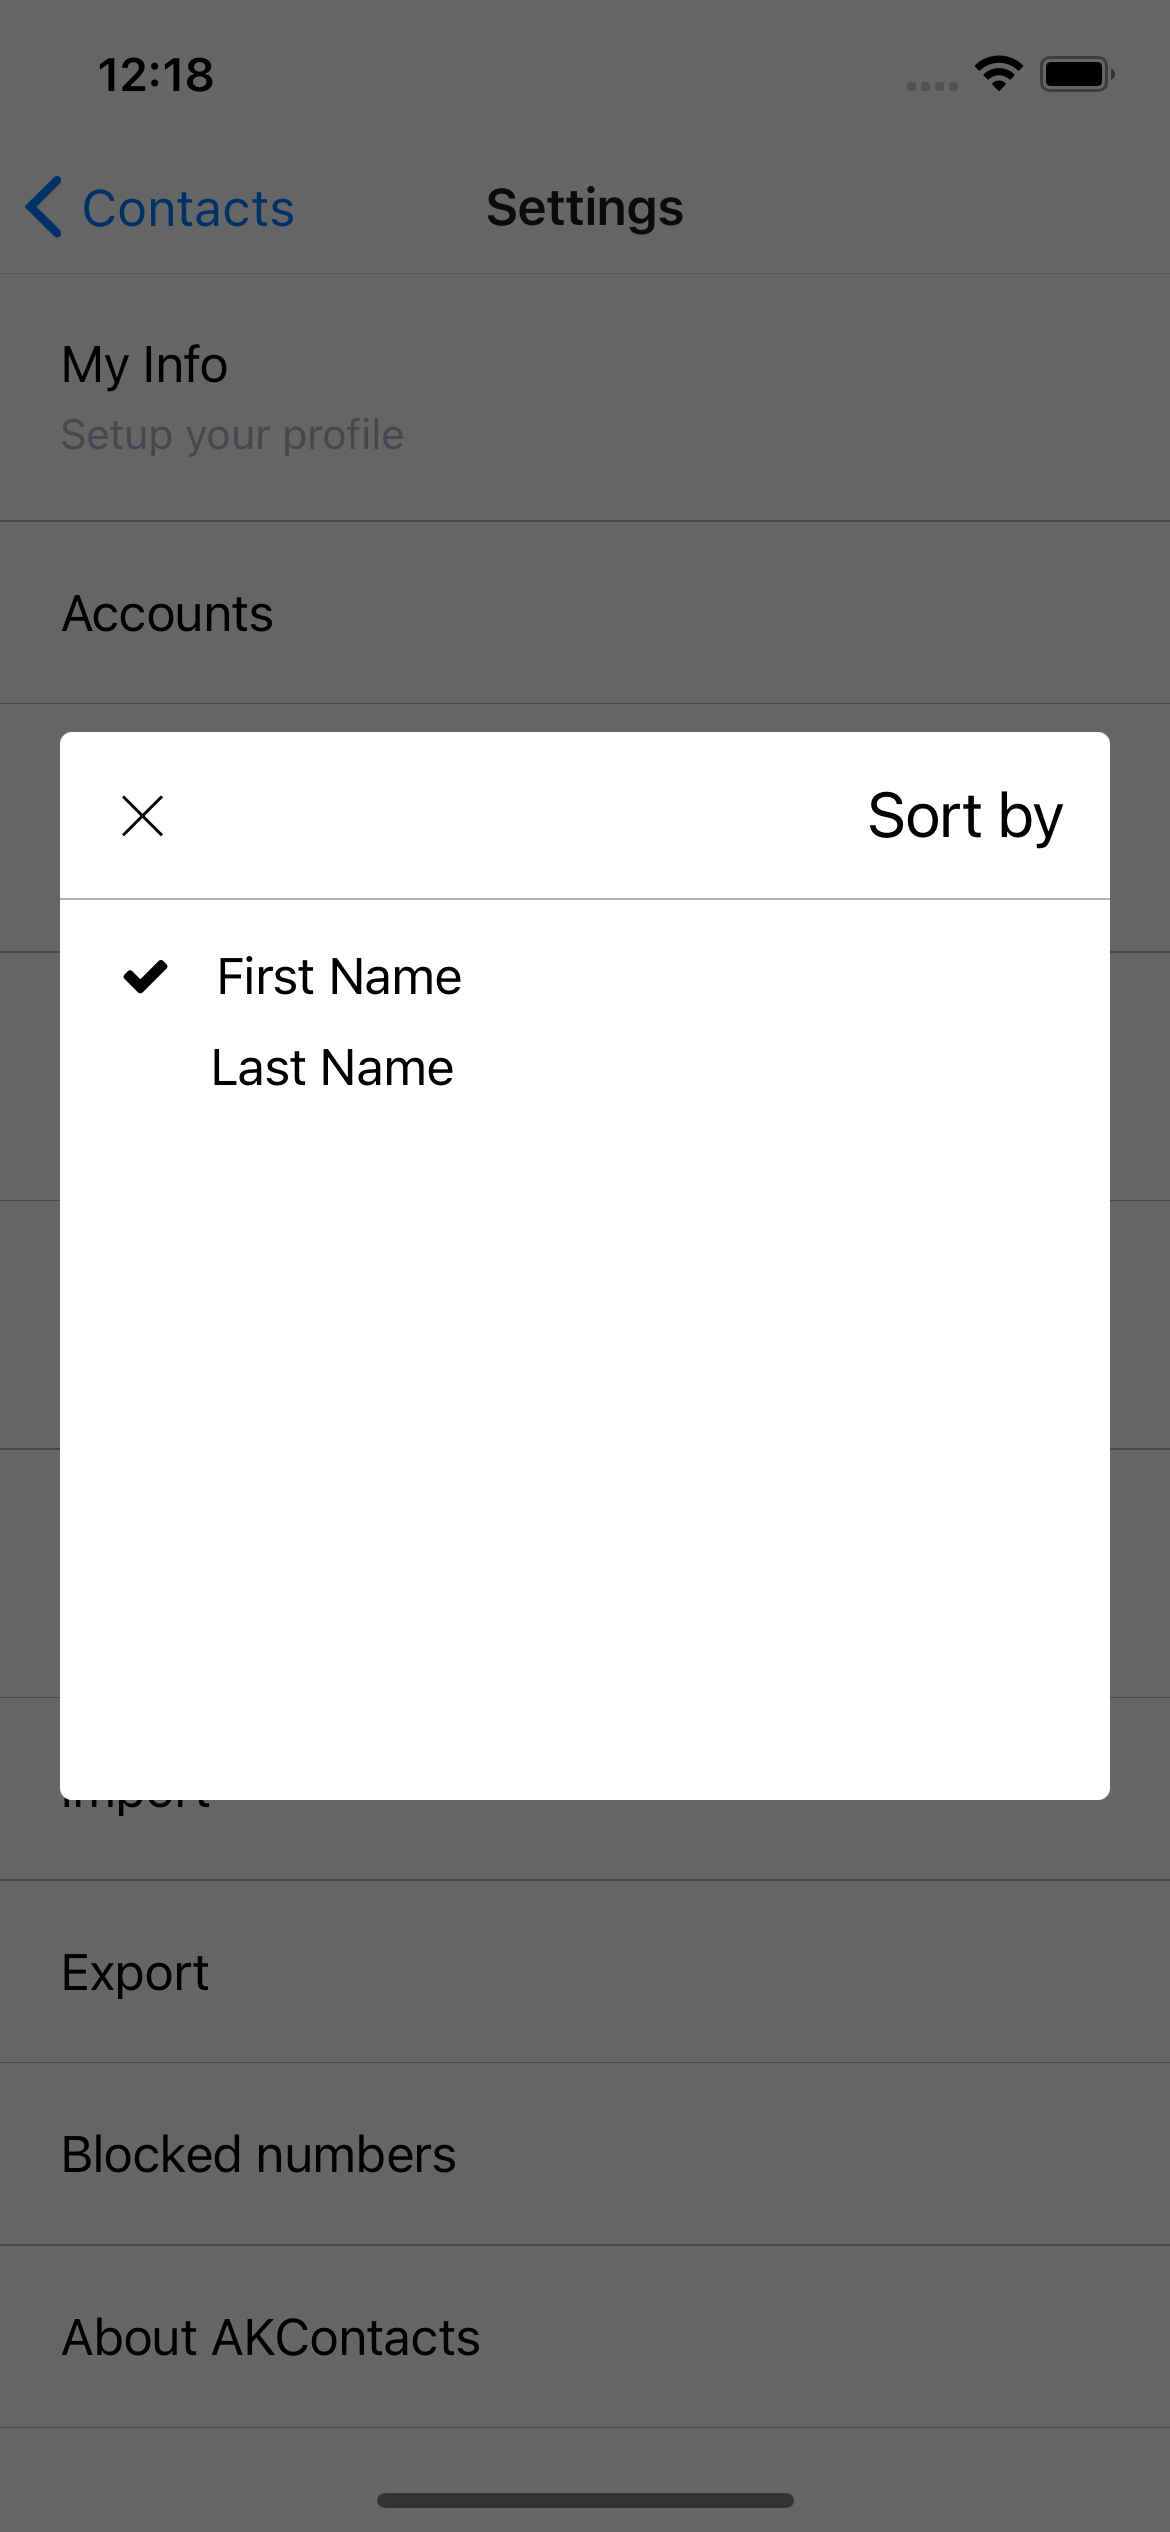 12:18
Contacts
Settings
My Info
Setup your profile
Accounts
Sort by
First Name
Last Name
Import
Export
Blocked numbers
About AKContacts